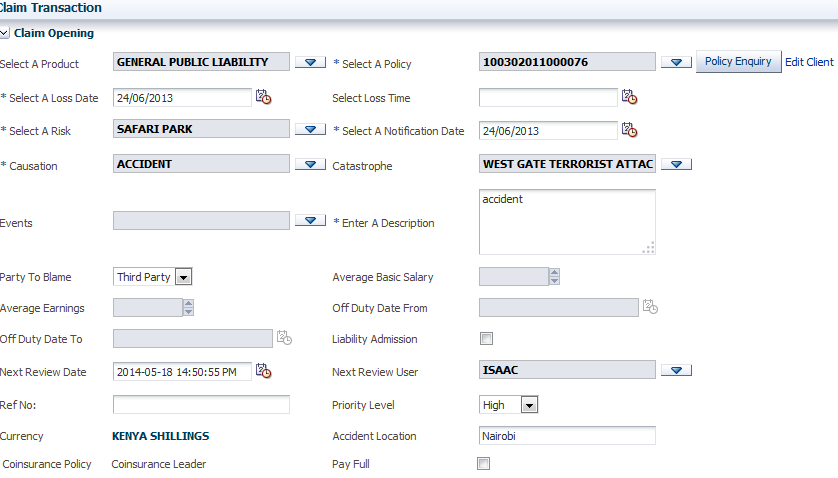 Claim Transaction
Claim Opening
Select A Product GENERAL PUBLIC LIABILITY * Select A Policy 100302011000076 Policy Enquiry Edit Client
* Select A Loss Date 24/06/2013 Select Loss Time
* Select A Risk SAFARI PARK * Select A Notification Date 24/06/2013
* Causation ACCIDENT Catastrophe WEST GATE TERRORIST ATTAC
Events * Enter A Description accident
Party To Blame Third Party Average Basic Salary
Average Earnings Off Duty Date From
Off Duty Date To Liability Admission
Next Review Date 2014-05-18 14:50:55 PM Next Review User ISAAC
Ref No: Priority Level High
Currency KENYA SHILLINGS Accident Location Nairobi
Coinsurance Policy Coinsurance Leader Pay Full